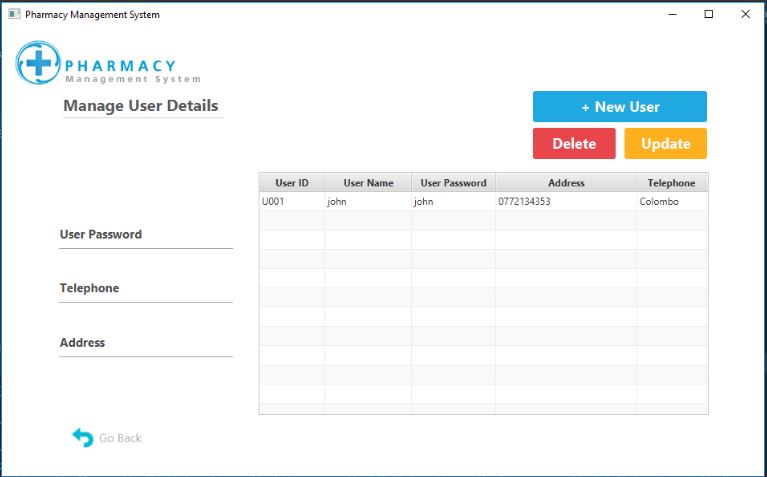 Pharmacy Management System
PHARMACY
Management System
Manage User Details
+ New User
Delete Update
User ID User Name User Password Address Telephone
U001 john john 0772134353 Colombo
User Password
Telephone
Address
Go Back